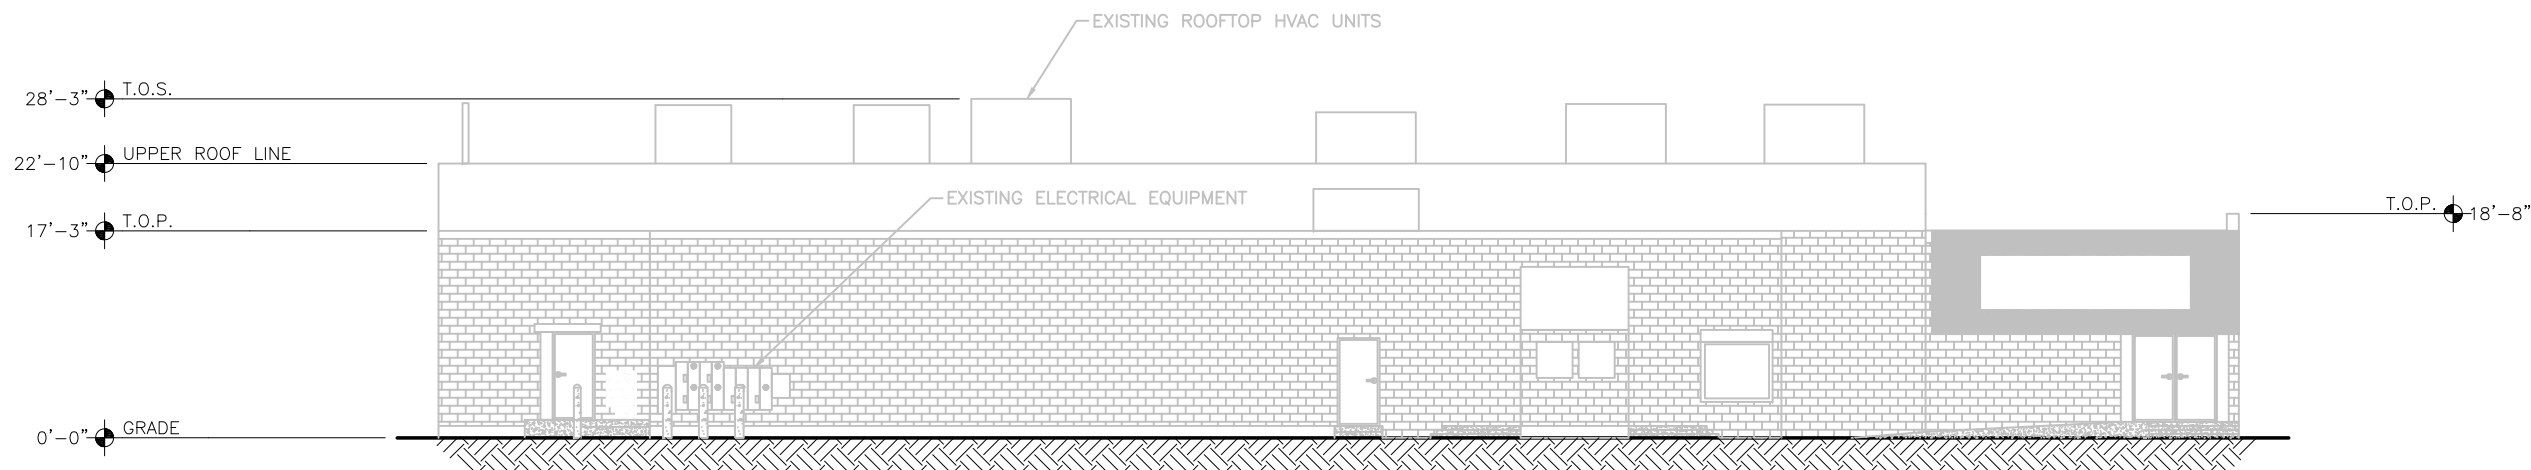 EXISTING ROOFTOP HVAC UNITS
28'-3" T.O.S.
22'-10" UPPER ROOF LINE
EXISTING ELECTRICAL EQUIPMENT
17'-3" T.O.P.
T.O.P. 18'-8"
0'-0" GRADE